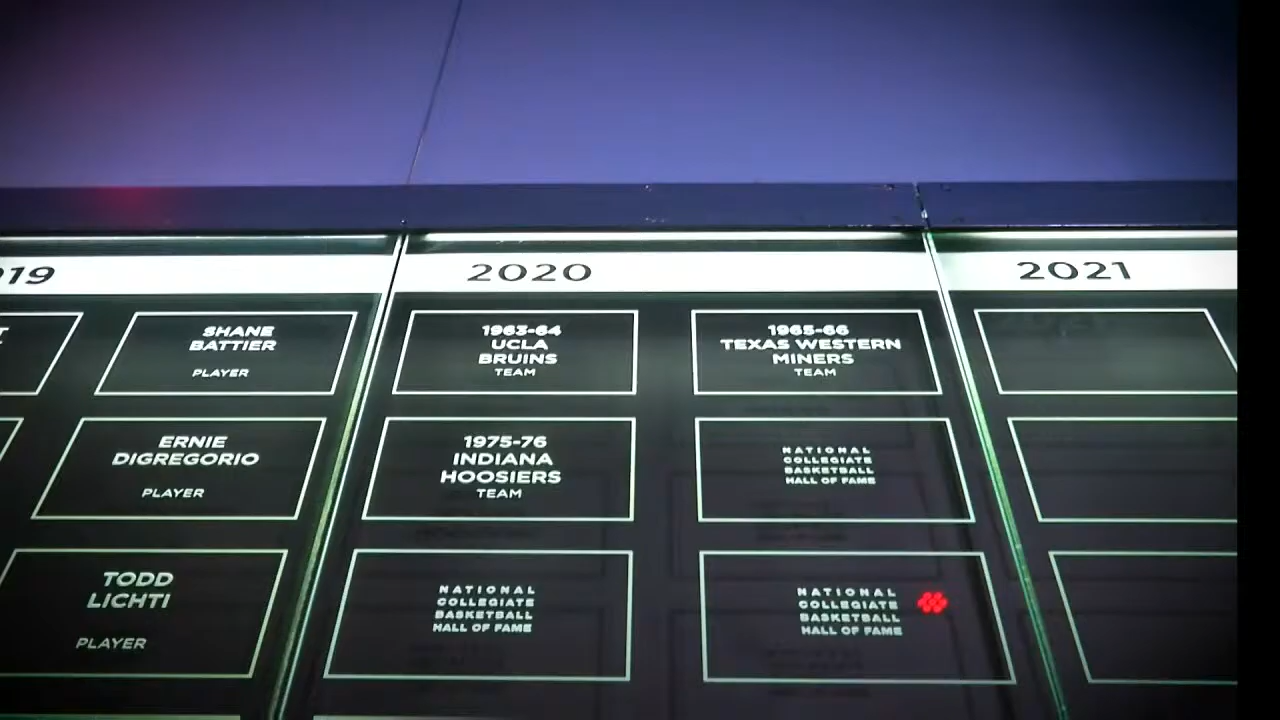 2020
2021
SHANE
BATTIER
PLAYER
1963-64
UCLA
BRUINS
TEAM
1965-66
TEXAS WESTERN
MINERS
TEAM
ERNIE
DIGREGORIO
PLAYER
1975-76
INDIANA
HOOSIERS
TEAM
NATIONAL
COLLEGIATE
BASKETBALL
HALL OF FAME
TODD
LICHTI
PLAYER
NATIONAL
COLLEGIATE
BASKETBALL
HALL OF FAME
NATIONAL
COLLEGIATE
BASKETBALL
HALL OF FAME